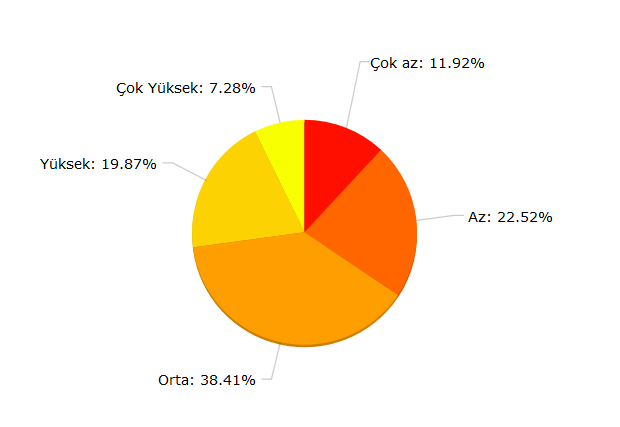 Çok az: 11.92%
Çok Yüksek: 7.28%
Yüksek: 19.87%
Az: 22.52%
Orta: 38.41%